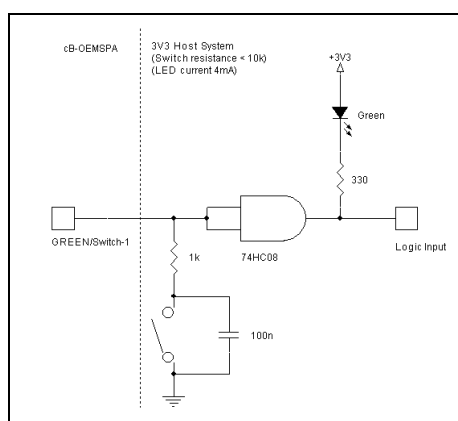 cB-OEMSPA
3V3 Host System
(Switch resistance < 10k)
(LED current 4mA)
+3V3
Green
330
GREEN/Switch-1
1k
74HC08
Logic Input
100n